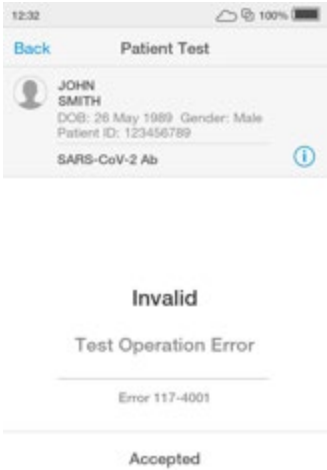 12:32 100%
Back Patient Test
JOHN
SMITH
DOB: 26 May 1989 Gender: Male
Patient ID: 123456789
SARS-CoV-2 Ab
Invalid
Test Operation Error
Error 117-4001
Accepted